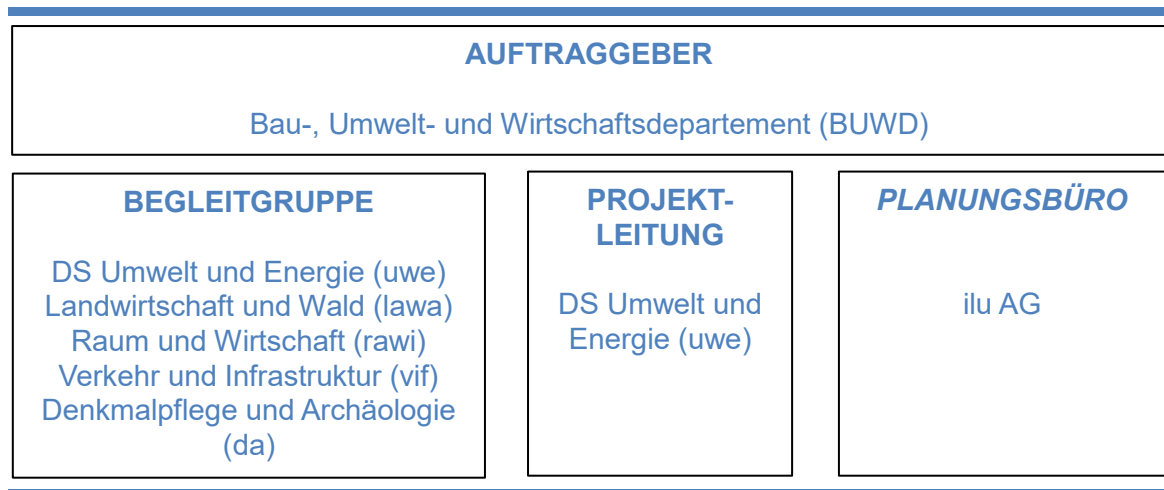 AUFTRAGGEBER
Bau-, Umwelt- und Wirtschaftsdepartement (BUWD)
BEGLEITGRUPPE
DS Umwelt und Energie (uwe)
Landwirtschaft und Wald (lawa)
Raum und Wirtschaft (rawi)
Verkehr und Infrastruktur (vif)
Denkmalpflege und Archäologie
(da)
PROJEKT-
LEITUNG
DS Umwelt und
Energie (uwe)
PLANUNGSBÜRO
ilu AG